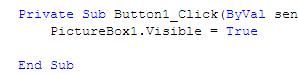 Private Sub Button1_Click(ByVal sen
PictureBox1.Visible = True
End Sub